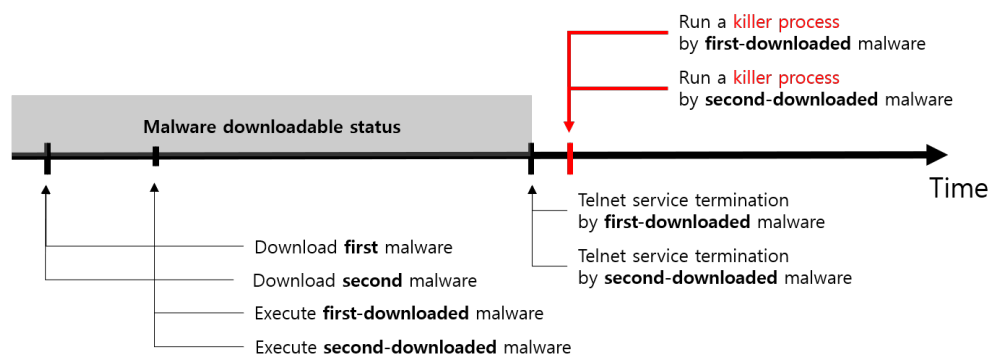 Run a killer process
by first-downloaded malware
Run a killer process
by second-downloaded malware
Malware downloadable status
Time
Telnet service termination
by first-downloaded malware
Telnet service termination
by second-downloaded malware
Download first malware
Download second malware
Execute first-downloaded malware
Execute second-downloaded malware